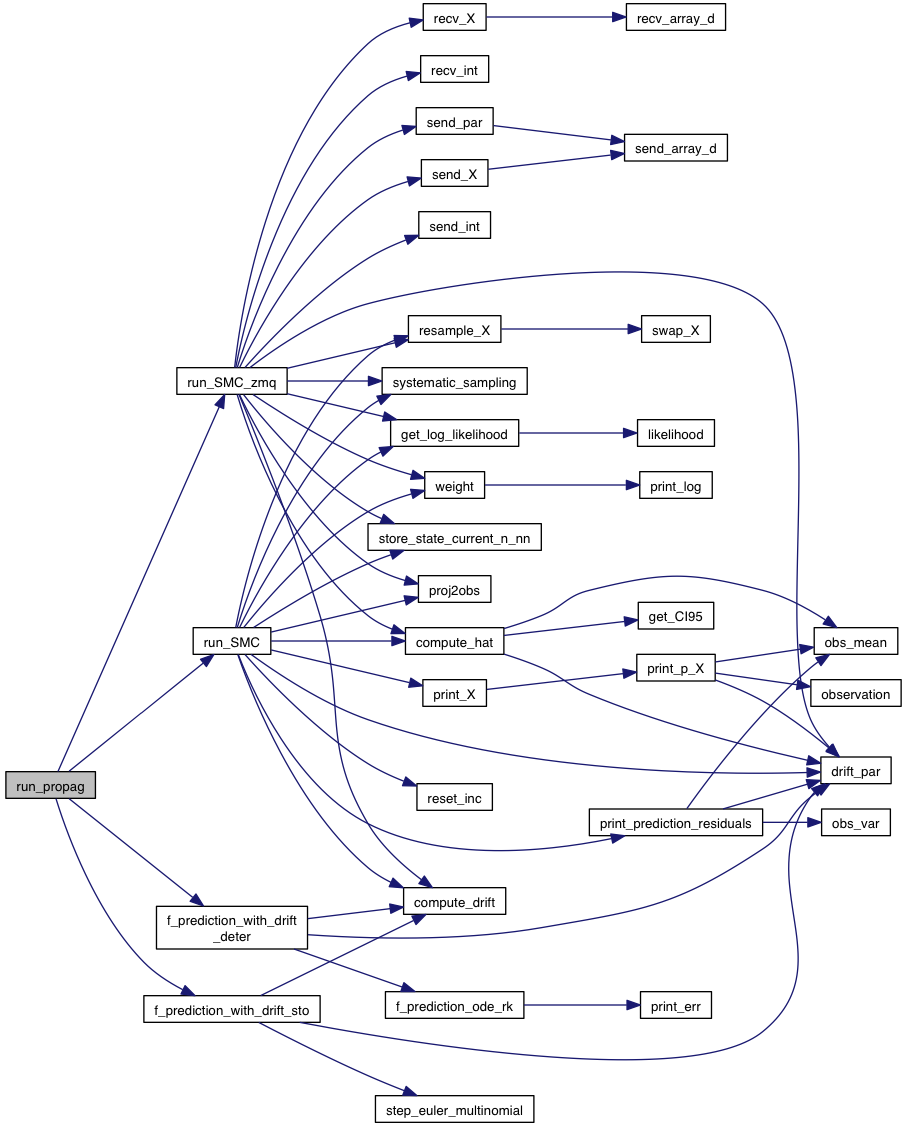 recv_X
recv_array_d
recv_int
send_par
send_array_d
send_X
send_int
resample_X
swap_X
run_SMC_zmq
systematic_sampling
get_log_likelihood
likelihood
weight
print_log
store_state_current_n_nn
proj2obs
get_CI95
run_SMC
compute_hat
obs_mean
print_p_X
print_X
observation
run_propag
drift_par
reset_inc
print_prediction_residuals
obs_var
compute_drift
f_prediction_with_drift
_deter
f_prediction_ode_rk
print_err
f_prediction_with_drift_sto
step_euler_multinomial